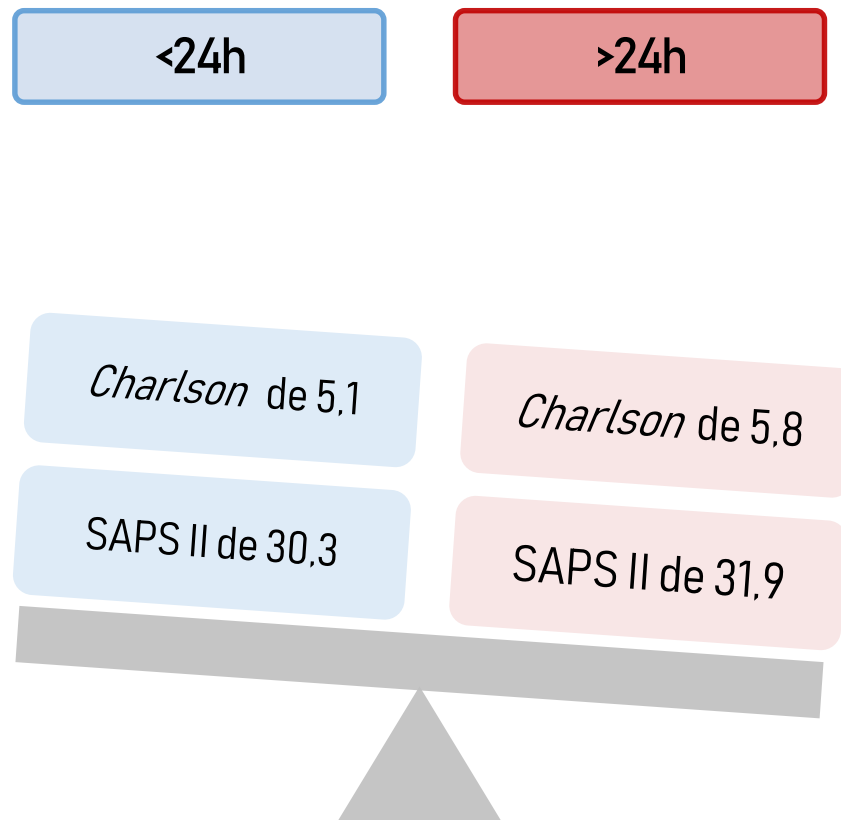 <24h
>24h
Charlson de 5,1
Charlson de 5,8
SAPS II de 30,3
SAPS II de 31,9